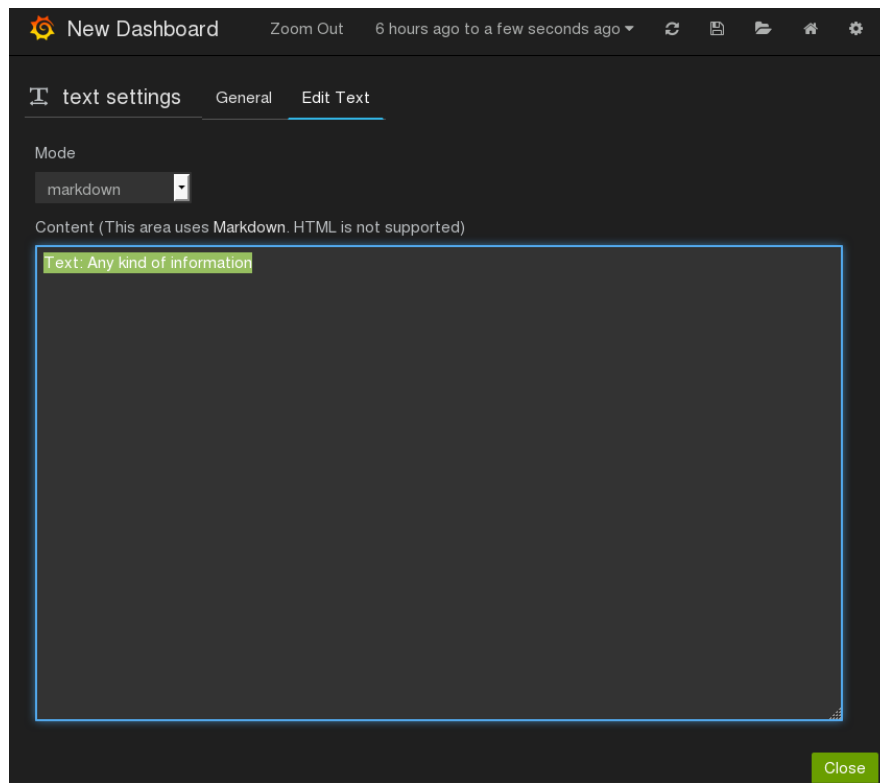 New Dashboard Zoom Out 6 hours ago to a few seconds ago
text settings General Edit Text
Mode
markdown
Content (This area uses Markdown. HTML is not supported)
Text: Any kind of information
Close